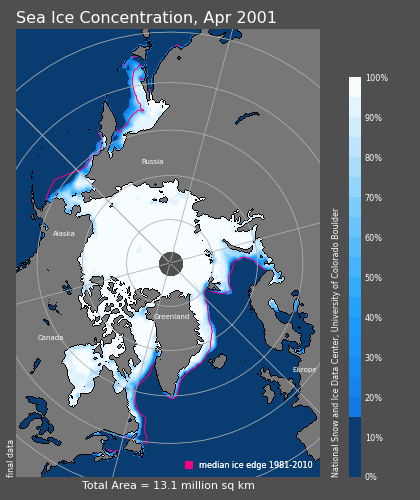 Sea Ice Concentration, Apr 2001
Russia
Alaska
Greenland
Canada
Europe
median ice edge 1981-2010
final data
Total Area = 13.1 million sq km
100%
90%
80%
70%
60%
50%
40%
30%
20%
10%
0%
National Snow and Ice Data Center, University of Colorado Boulder